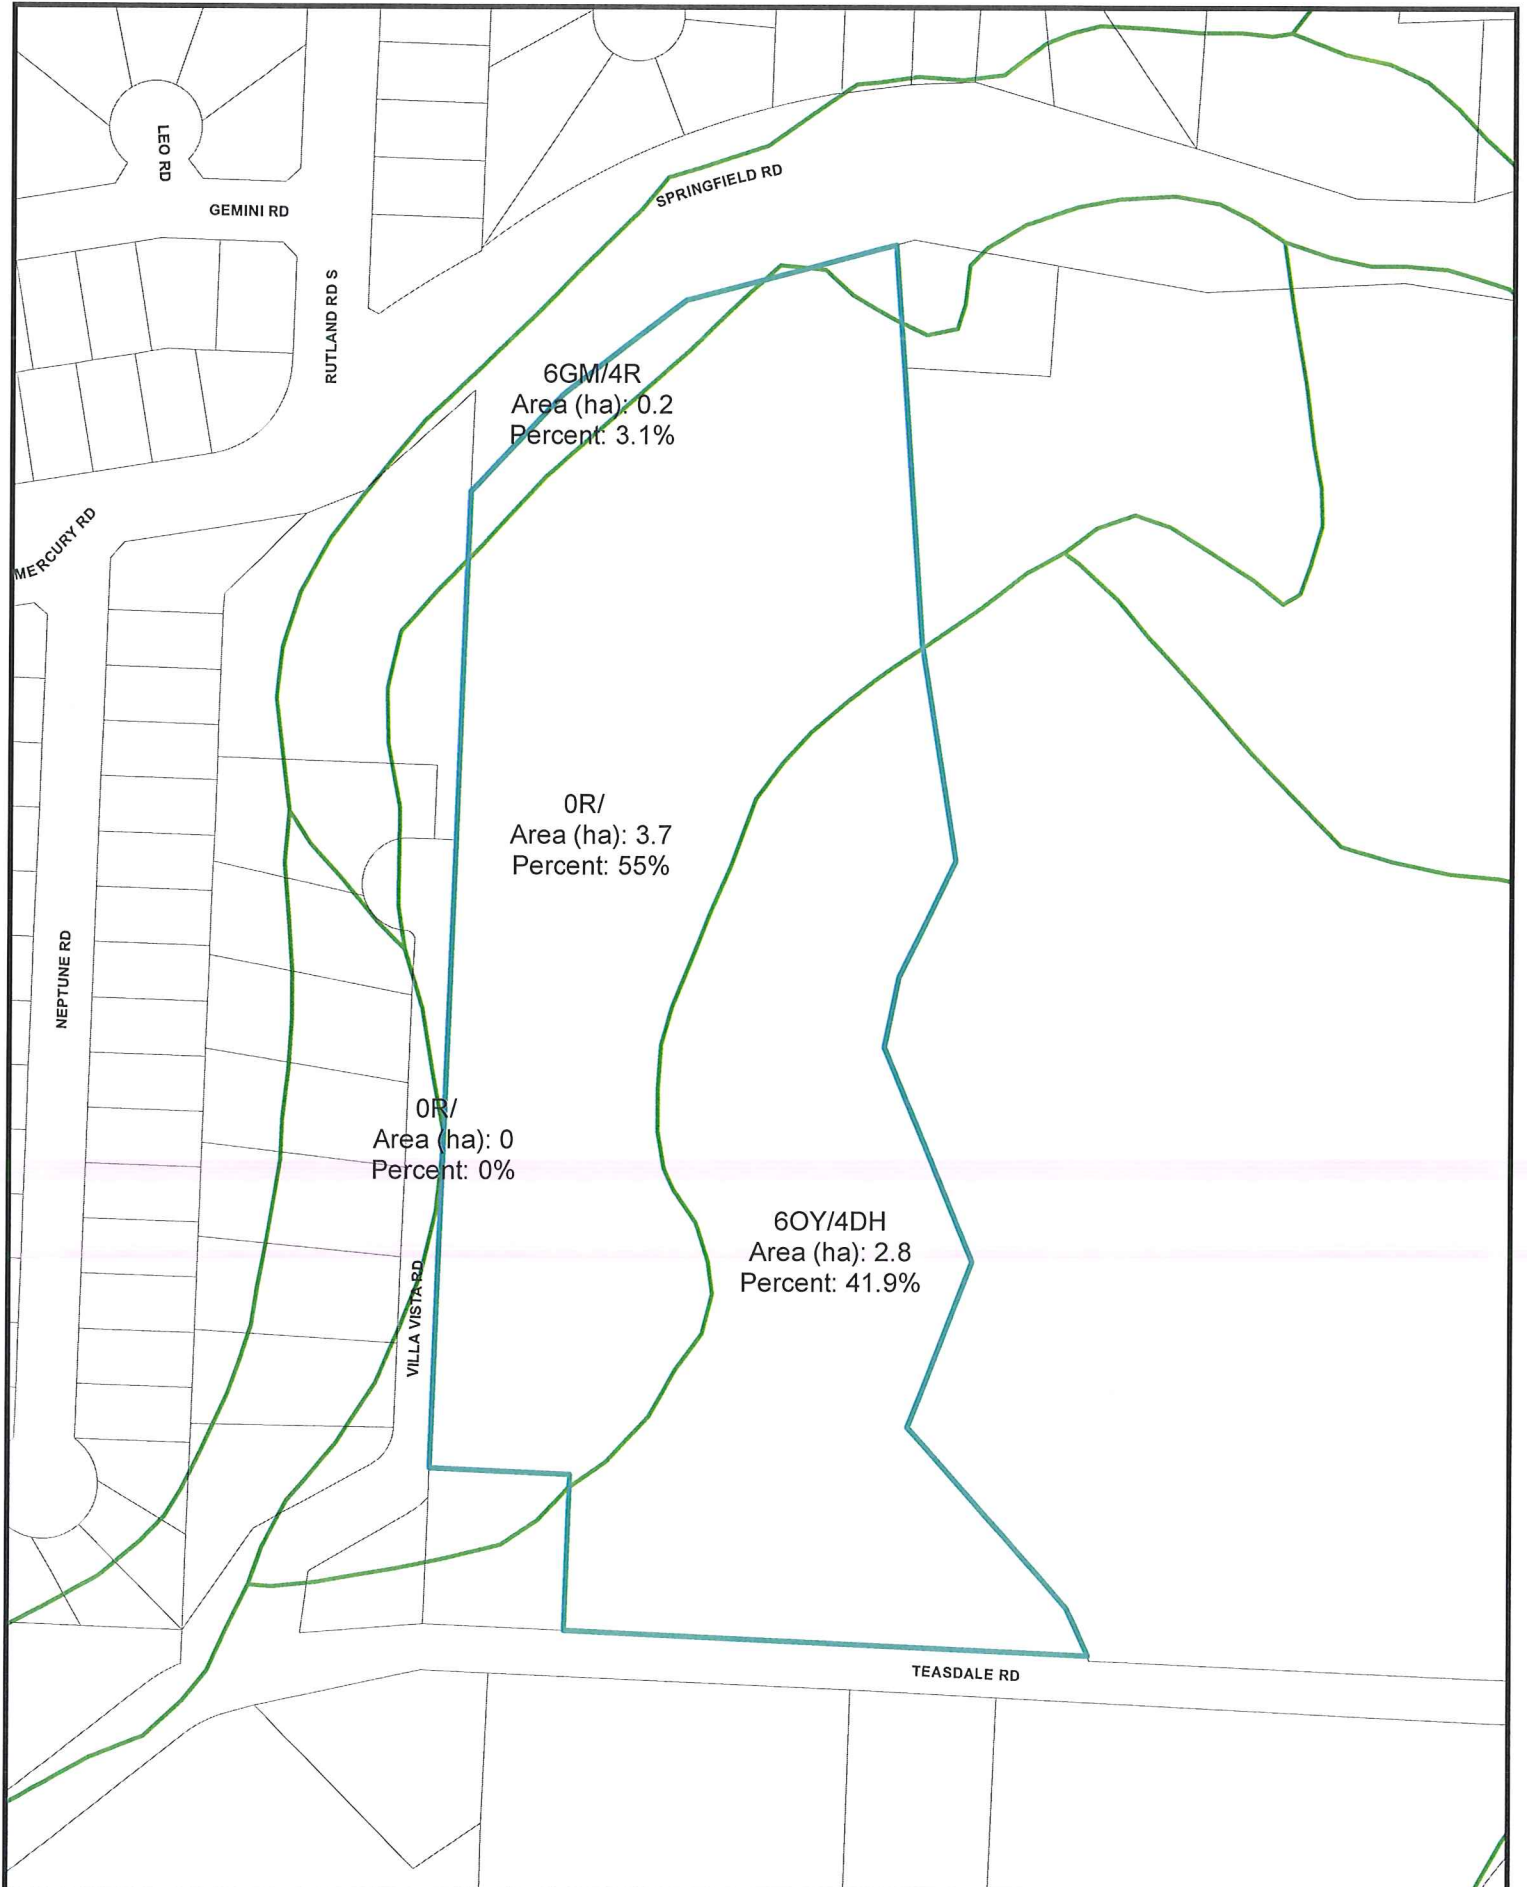 LEO RD
SPRINGFIELD RD
GEMINI RD
RUTLAND RD S
6GM/4R
Area (ha): 0.2
Percent: 3.1%
MERCURY RD
0R/
Area (ha): 3.7
Percent: 55%
NEPTUNE RD
0R/
Area (ha): 0
Percent: 0%
6OY/4DH
Area (ha): 2.8
Percent: 41.9%
VILLA VISTA RD
TEASDALE RD